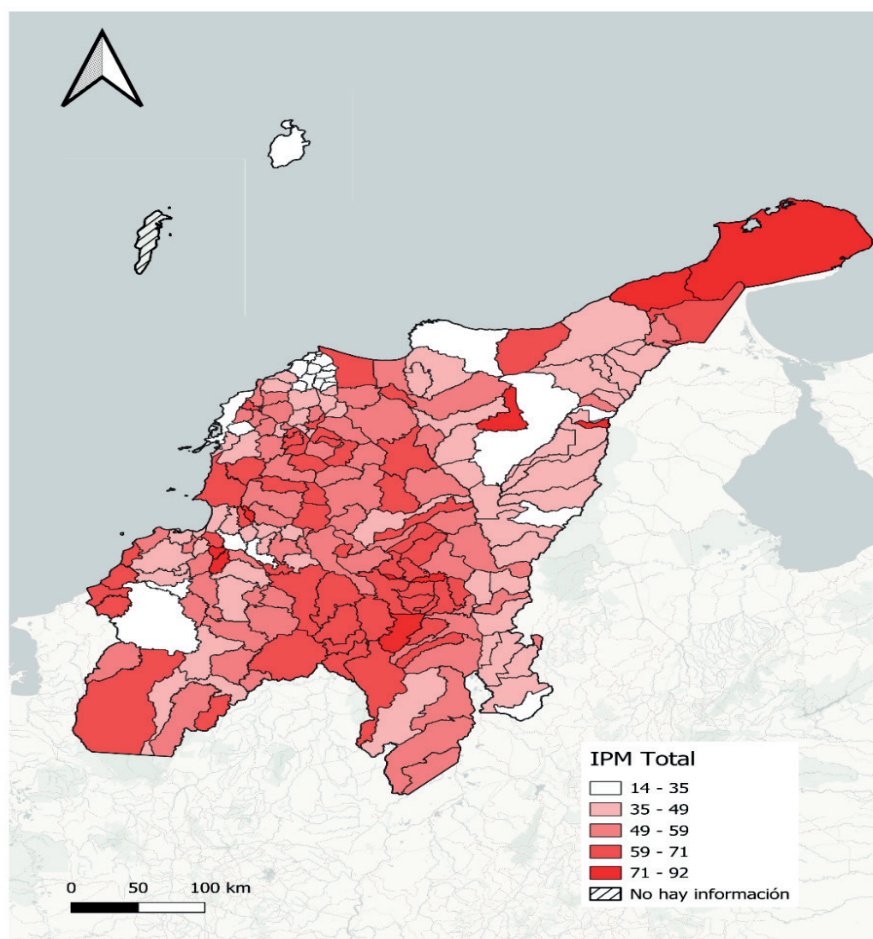 IPM Total
14 - 35
35 - 49
49 - 59
59 - 71
71 - 92
No hay información
0 50 100 km